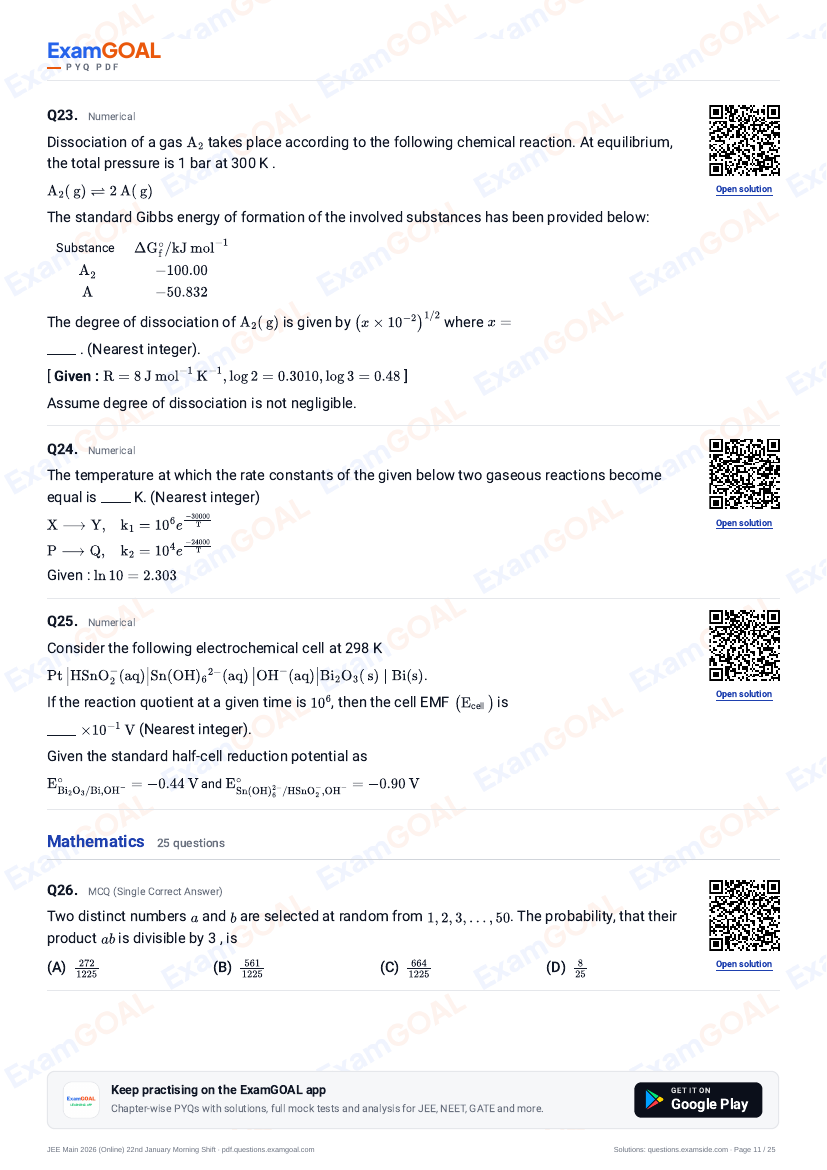 ExamGOAL
PYQ PDF
Q23. Numerical
Dissociation of a gas A₂ takes place according to the following chemical reaction. At equilibrium,
the total pressure is 1 bar at 300 K .
A₂( g) ⇌ 2 A( g)
The standard Gibbs energy of formation of the involved substances has been provided below:
Substance ΔG_f^∘/kJ mol⁻¹
A₂ −100.00
A −50.832
The degree of dissociation of A₂( g) is given by (x × 10⁻²)^{1/2} where x =
____ . (Nearest integer).
[ Given : R = 8 J mol⁻¹ K⁻¹, log 2 = 0.3010, log 3 = 0.48 ]
Assume degree of dissociation is not negligible.
Open solution
Q24. Numerical
The temperature at which the rate constants of the given below two gaseous reactions become
equal is ____ K. (Nearest integer)
X ⟶ Y, k₁ = 10⁶e^{−30000/T}
P ⟶ Q, k₂ = 10⁴e^{−24000/T}
Given : ln 10 = 2.303
Open solution
Q25. Numerical
Consider the following electrochemical cell at 298 K
Pt |HSnO₂⁻(aq)|Sn(OH)₆²⁻(aq) |OH⁻(aq)|Bi₂O₃( s) | Bi(s).
If the reaction quotient at a given time is 10⁶, then the cell EMF (E_cell ) is
____ ×10⁻¹ V (Nearest integer).
Given the standard half-cell reduction potential as
E°_{Bi₂O₃/Bi,OH⁻} = −0.44 V and E°_{Sn(OH)₆²⁻/HSnO₂⁻,OH⁻} = −0.90 V
Open solution
Mathematics 25 questions
Q26. MCQ (Single Correct Answer)
Two distinct numbers a and b are selected at random from 1, 2, 3, … , 50. The probability, that their
product ab is divisible by 3 , is
(A) 272/1225 (B) 561/1225 (C) 664/1225 (D) 8/25
Open solution
Keep practising on the ExamGOAL app
Chapter-wise PYQs with solutions, full mock tests and analysis for JEE, NEET, GATE and more.
GET IT ON
Google Play
JEE Main 2026 (Online) 22nd January Morning Shift · pdf.questions.examgoal.com
Solutions: questions.examside.com · Page 11 / 25